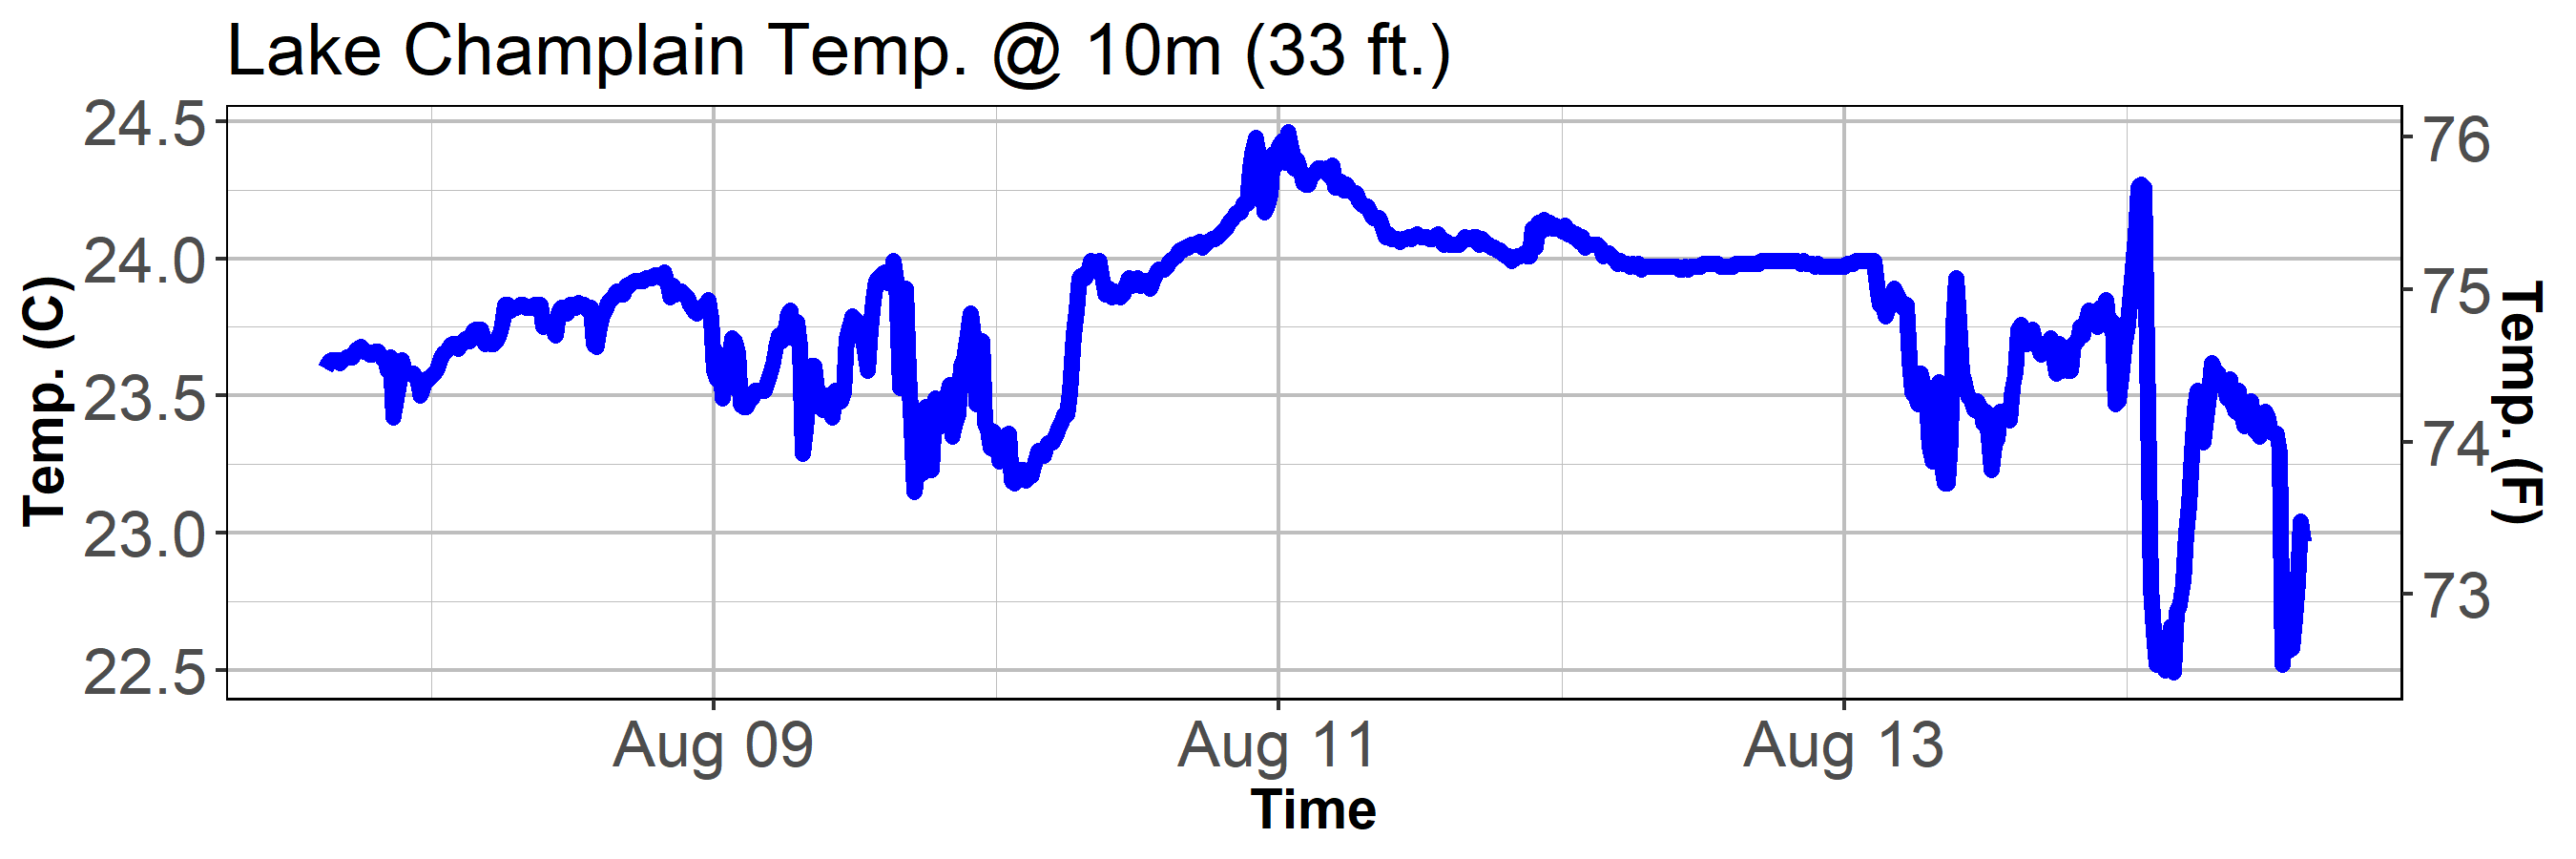 Lake Champlain Temp. @ 10m (33 ft.)
Temp. (C)
24.5
24.0
23.5
23.0
22.5
76
75
74
73
Temp. (F)
Aug 09
Aug 11
Aug 13
Time